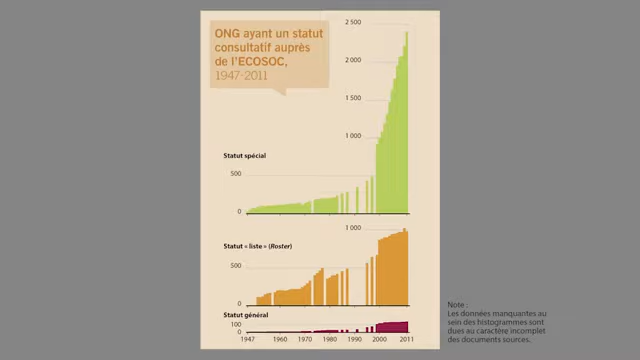 ONG ayant un statut
consultatif auprès
de l'ECOSOC,
1947-2011
2 500
2 000
1 500
1 000
Statut spécial
500
0
1 000
Statut « liste » (Roster)
500
0
Statut général
100
0
1947
1960
1970
1980
1990
2000
2011
Note :
Les données manquantes au
sein des histogrammes sont
dues au caractère incomplet
des documents sources.